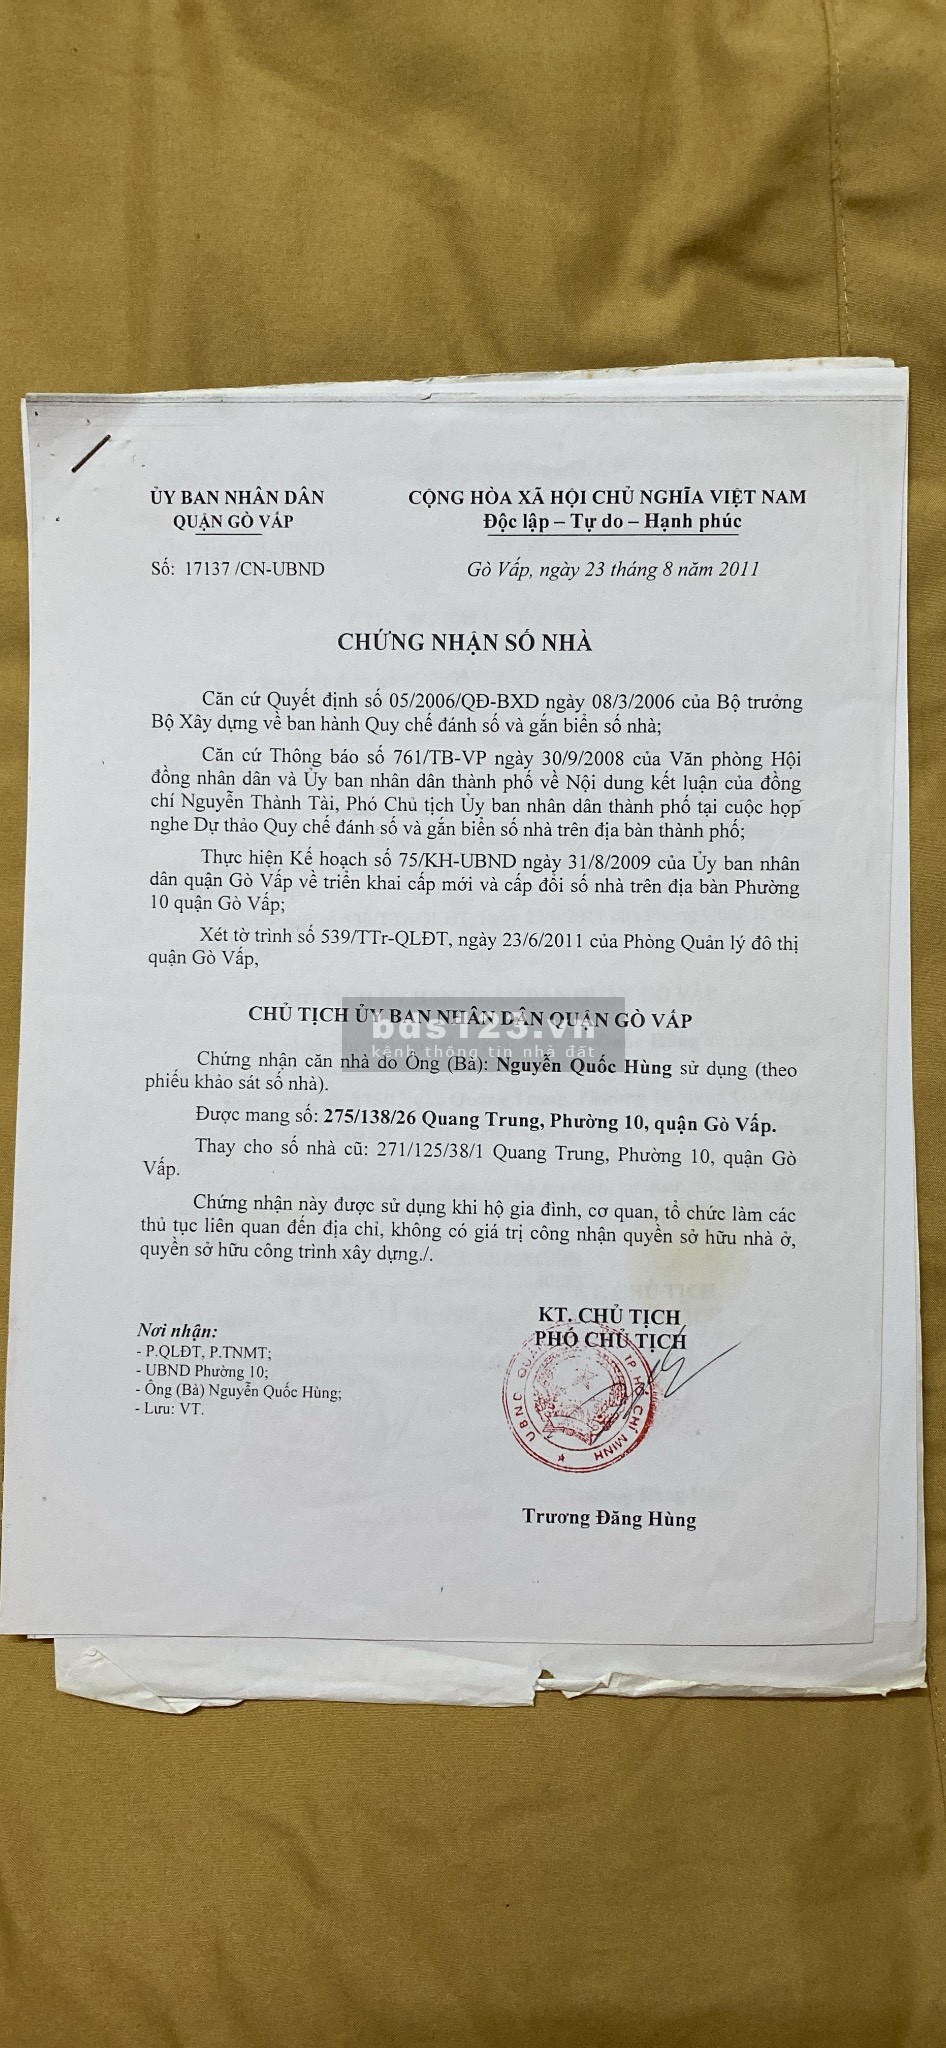 ỦY BAN NHÂN DÂN
QUẬN GÒ VẤP
CỘNG HÒA XÃ HỘI CHỦ NGHĨA VIỆT NAM
Độc lập – Tự do – Hạnh phúc
Số: 17137 /CN-UBND
Gò Vấp, ngày 23 tháng 8 năm 2011
CHỨNG NHẬN SỐ NHÀ
Căn cứ Quyết định số 05/2006/QĐ-BXD ngày 08/3/2006 của Bộ trưởng
Bộ Xây dựng về ban hành Quy chế đánh số và gắn biển số nhà;
Căn cứ Thông báo số 761/TB-VP ngày 30/9/2008 của Văn phòng Hội
đồng nhân dân và Ủy ban nhân dân thành phố về Nội dung kết luận của đồng
chí Nguyễn Thành Tài, Phó Chủ tịch Ủy ban nhân dân thành phố tại cuộc họp
nghe Dự thảo Quy chế đánh số và gắn biển số nhà trên địa bàn thành phố;
Thực hiện Kế hoạch số 75/KH-UBND ngày 31/8/2009 của Ủy ban nhân
dân quận Gò Vấp về triển khai cấp mới và cấp đổi số nhà trên địa bàn Phường
10 quận Gò Vấp;
Xét tờ trình số 539/TTr-QLĐT, ngày 23/6/2011 của Phòng Quản lý đô thị
quận Gò Vấp,
CHỦ TỊCH ỦY BAN NHÂN DÂN QUẬN GÒ VẤP
bds123.vn
kênh thông tin nhà đất
Chứng nhận căn nhà do Ông (Bà): Nguyễn Quốc Hùng sử dụng (theo
phiếu khảo sát số nhà).
Được mang số: 275/138/26 Quang Trung, Phường 10, quận Gò Vấp.
Thay cho số nhà cũ: 271/125/38/1 Quang Trung, Phường 10, quận Gò
Vấp.
Chứng nhận này được sử dụng khi hộ gia đình, cơ quan, tổ chức làm các
thủ tục liên quan đến địa chỉ, không có giá trị công nhận quyền sở hữu nhà ở,
quyền sở hữu công trình xây dựng./.
Nơi nhận:
- P.QLĐT, P.TNMT;
- UBND Phường 10;
- Ông (Bà) Nguyễn Quốc Hùng;
- Lưu: VT.
KT. CHỦ TỊCH
PHÓ CHỦ TỊCH
TP. HỒ CHÍ MINH
Trương Đăng Hùng